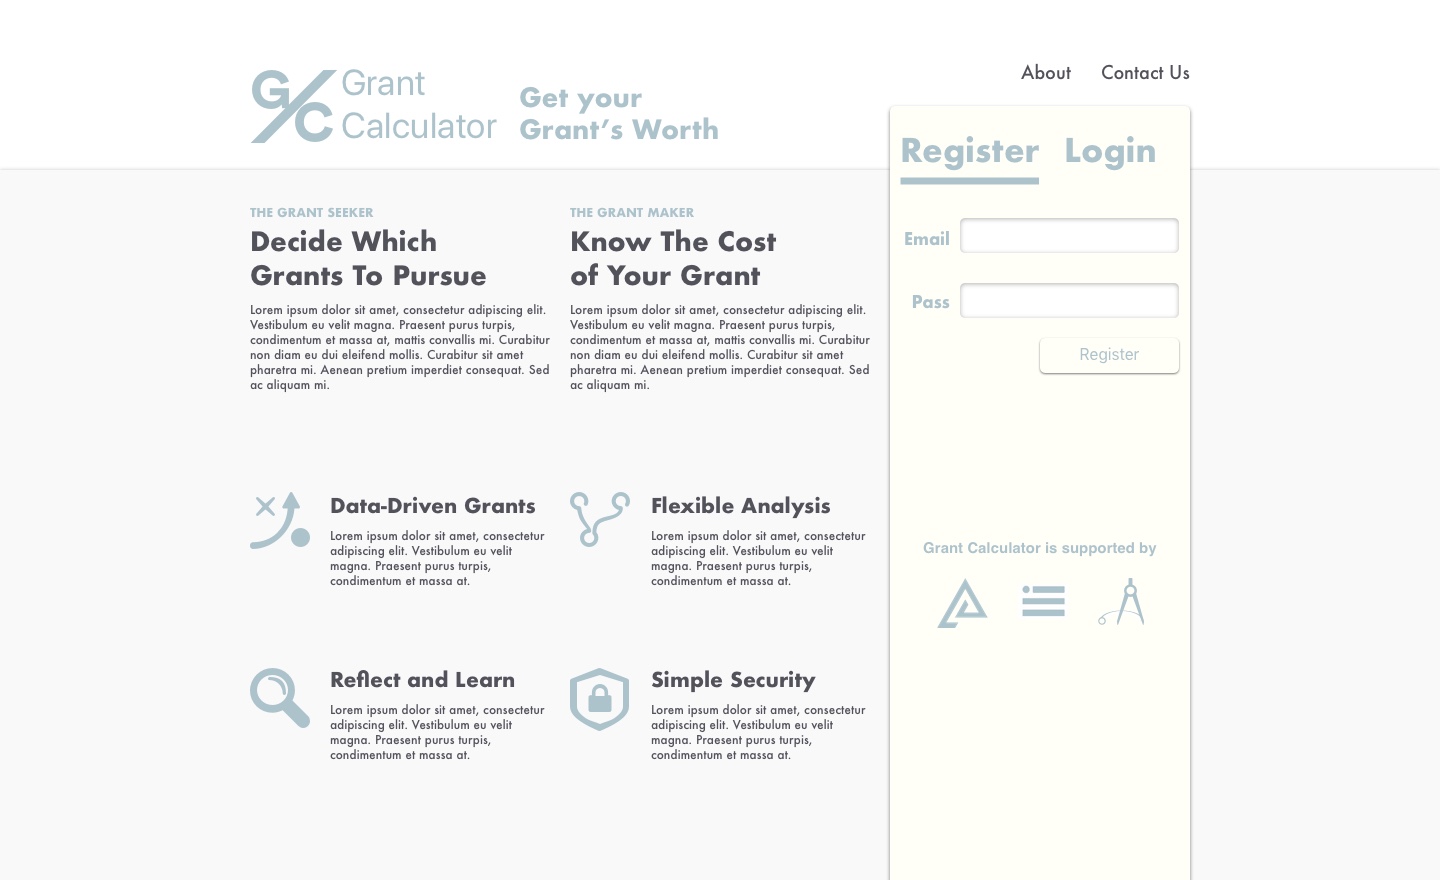 About Contact Us
G/C Grant
Calculator
Get your
Grant’s Worth
Register Login
THE GRANT SEEKER
Decide Which
Grants To Pursue
Lorem ipsum dolor sit amet, consectetur adipiscing elit.
Vestibulum eu velit magna. Praesent purus turpis,
condimentum et massa at, mattis convallis mi. Curabitur
non diam eu dui eleifend mollis. Curabitur sit amet
pharetra mi. Aenean pretium imperdiet consequat. Sed
ac aliquam mi.
THE GRANT MAKER
Know The Cost
of Your Grant
Lorem ipsum dolor sit amet, consectetur adipiscing elit.
Vestibulum eu velit magna. Praesent purus turpis,
condimentum et massa at, mattis convallis mi. Curabitur
non diam eu dui eleifend mollis. Curabitur sit amet
pharetra mi. Aenean pretium imperdiet consequat. Sed
ac aliquam mi.
Email
Pass
Register
Data-Driven Grants
Lorem ipsum dolor sit amet, consectetur
adipiscing elit. Vestibulum eu velit
magna. Praesent purus turpis,
condimentum et massa at.
Flexible Analysis
Lorem ipsum dolor sit amet, consectetur
adipiscing elit. Vestibulum eu velit
magna. Praesent purus turpis,
condimentum et massa at.
Grant Calculator is supported by
Reflect and Learn
Lorem ipsum dolor sit amet, consectetur
adipiscing elit. Vestibulum eu velit
magna. Praesent purus turpis,
condimentum et massa at.
Simple Security
Lorem ipsum dolor sit amet, consectetur
adipiscing elit. Vestibulum eu velit
magna. Praesent purus turpis,
condimentum et massa at.